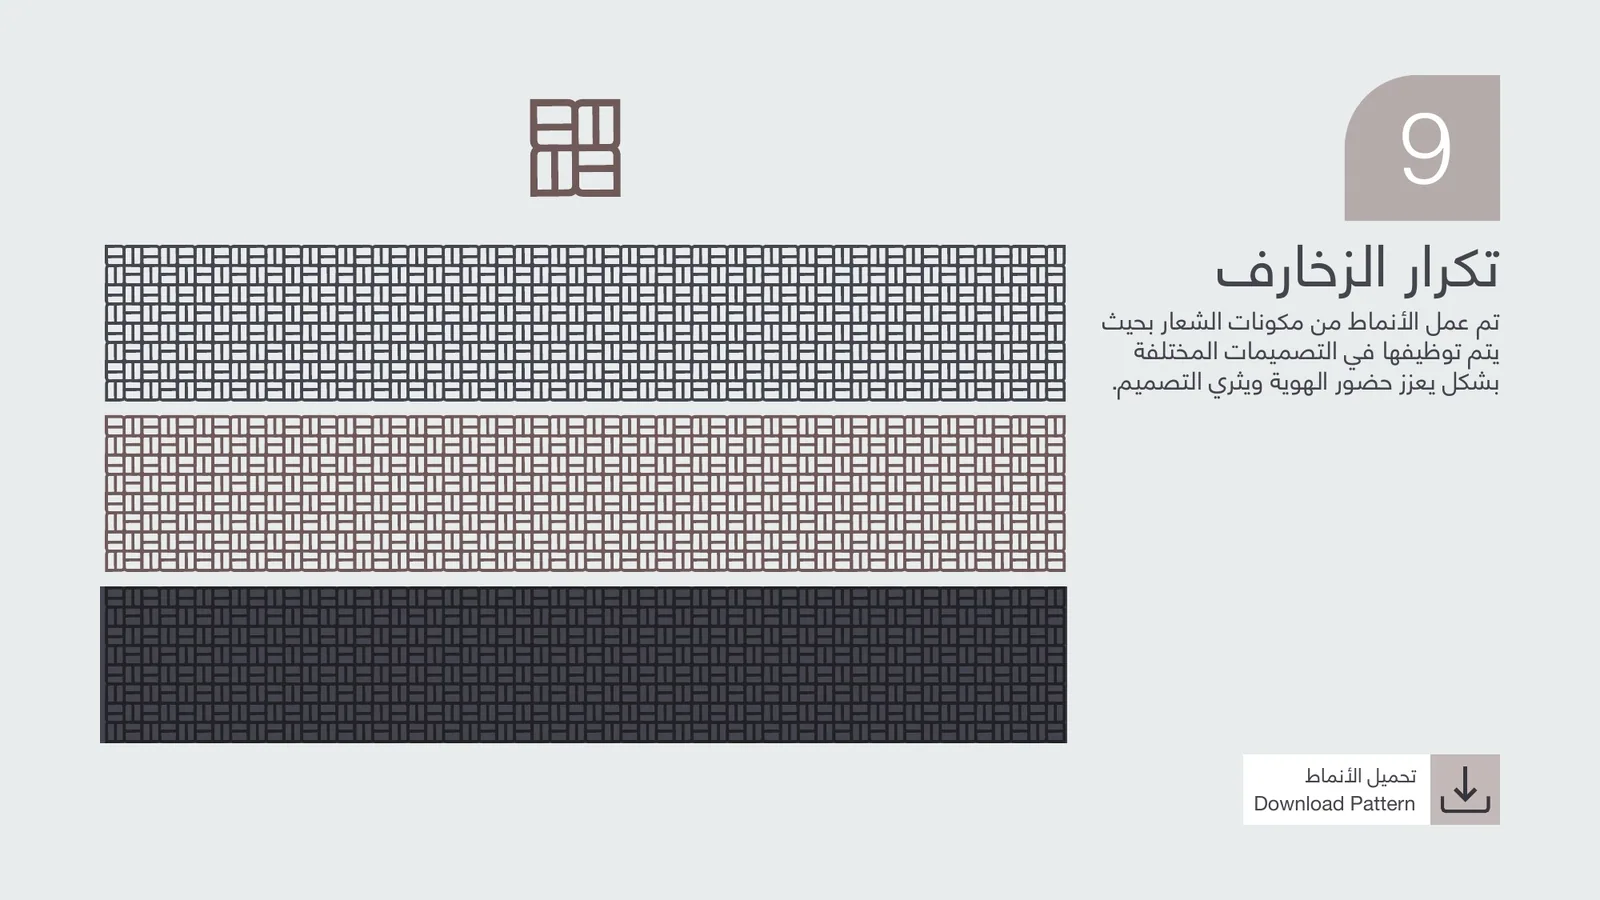 9
تكرار الزخارف
تم عمل الأنماط من مكونات الشعار بحيث
يتم توظيفها في التصميمات المختلفة
بشكل يعزز حضور الهوية ويثري التصميم.
تحميل الأنماط
Download Pattern